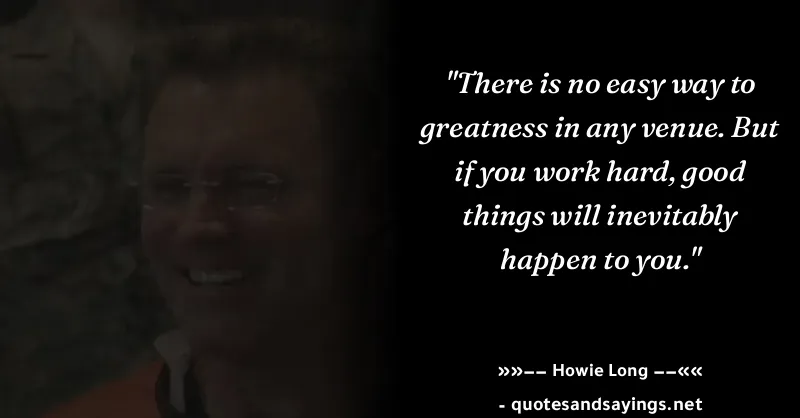 "There is no easy way to
greatness in any venue. But
if you work hard, good
things will inevitably
happen to you."
»»−− Howie Long −−««
- quotesandsayings.net